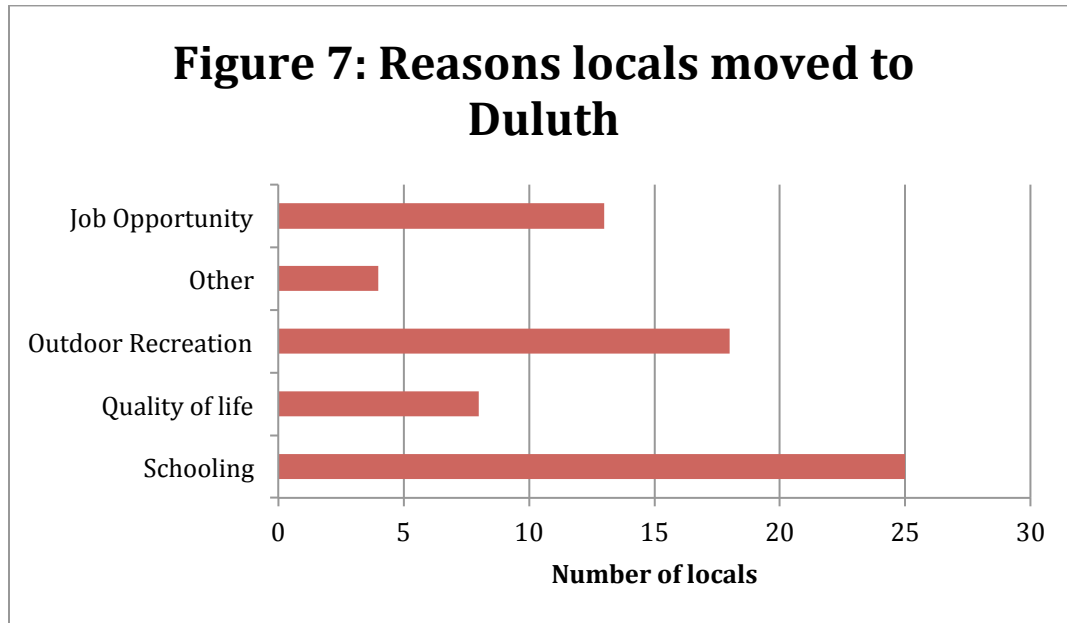 Figure 7: Reasons locals moved to
Duluth
Job Opportunity
Other
Outdoor Recreation
Quality of life
Schooling
0 5 10 15 20 25 30
Number of locals